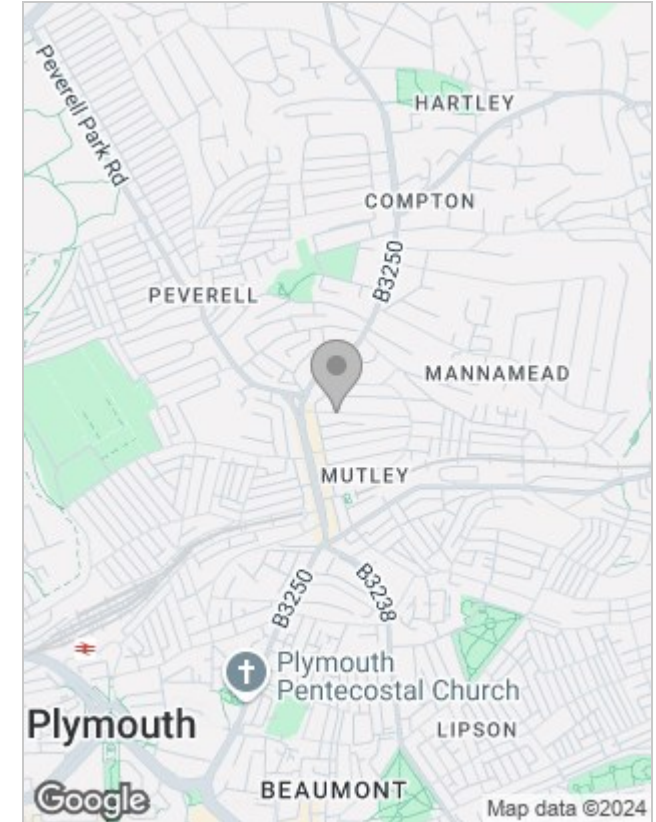 Peverell Park Rd
HARTLEY
COMPTON
B3250
PEVERELL
MANNAMEAD
MUTLEY
B3250
B3238
Plymouth
Pentecostal Church
Plymouth
LIPSON
BEAUMONT
Google
Map data ©2024